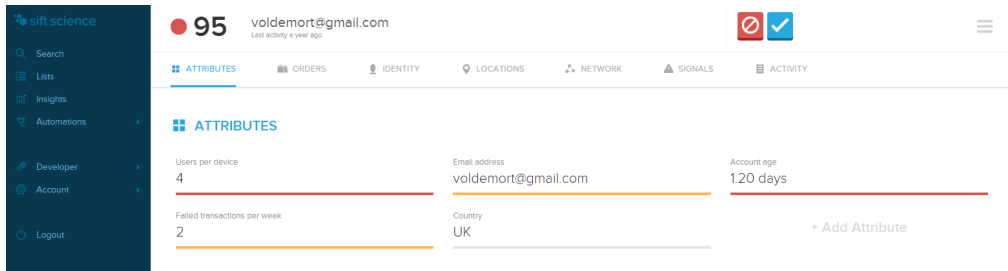 sift science
Search
Lists
Insights
Automations
Developer
Account
Logout
95
voldemort@gmail.com
Last activity a year ago
ATTRIBUTES ORDERS IDENTITY LOCATIONS NETWORK SIGNALS ACTIVITY
ATTRIBUTES
Users per device Email address Account age
4 voldemort@gmail.com 1.20 days
Failed transactions per week Country
2 UK + Add Attribute